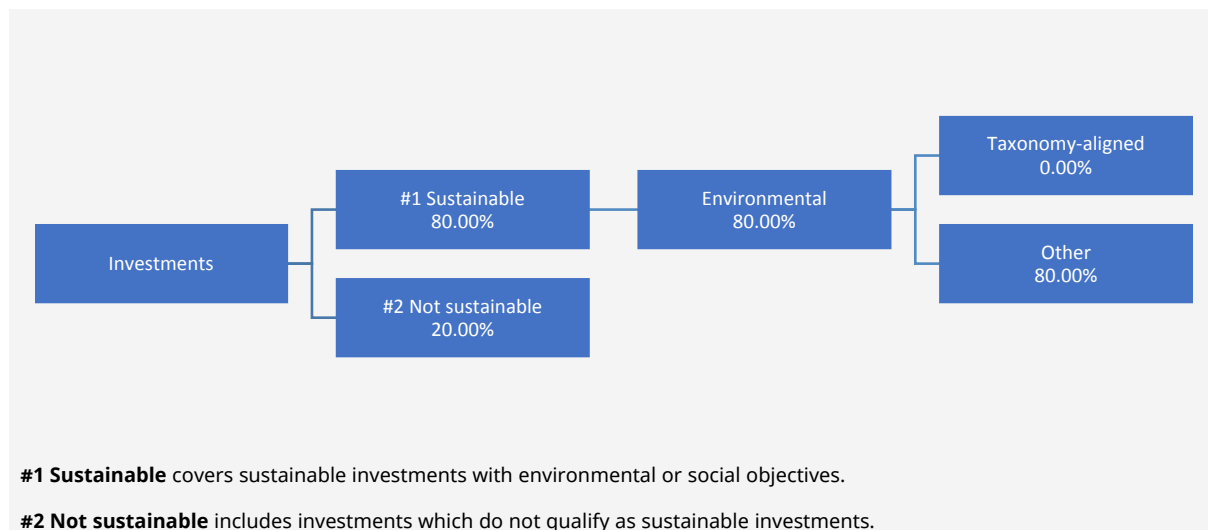 Taxonomy-aligned
0.00%
#1 Sustainable
80.00%
Environmental
80.00%
Other
80.00%
Investments
#2 Not sustainable
20.00%
#1 Sustainable covers sustainable investments with environmental or social objectives.
#2 Not sustainable includes investments which do not qualify as sustainable investments.